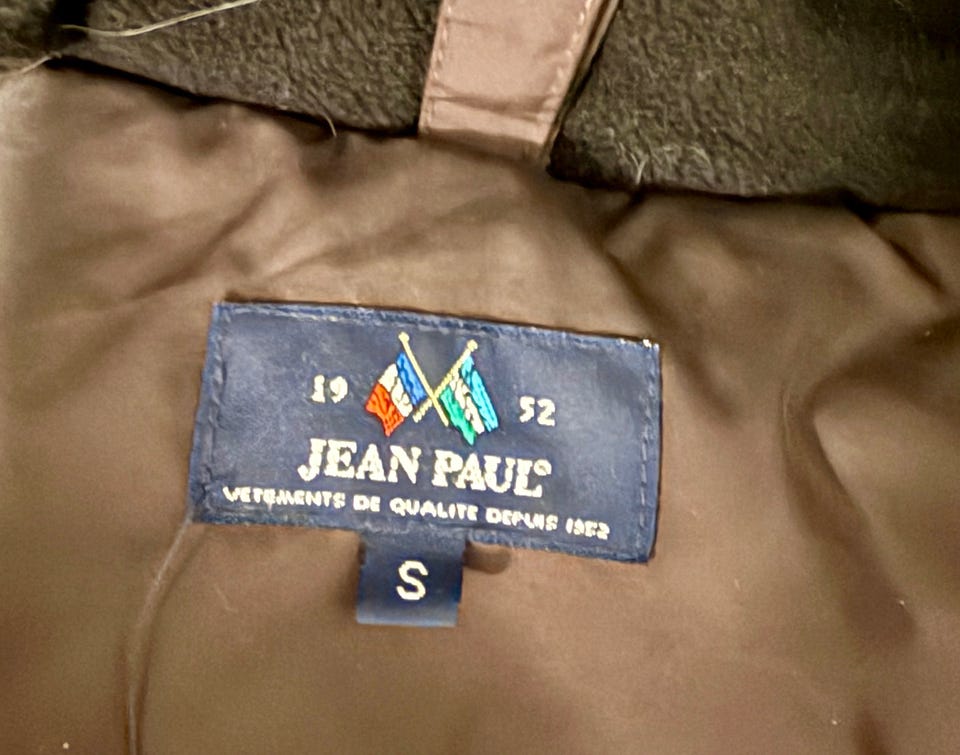 19 52
JEAN PAUL®
VETEMENTS DE QUALITE DEPUIS 1952
S